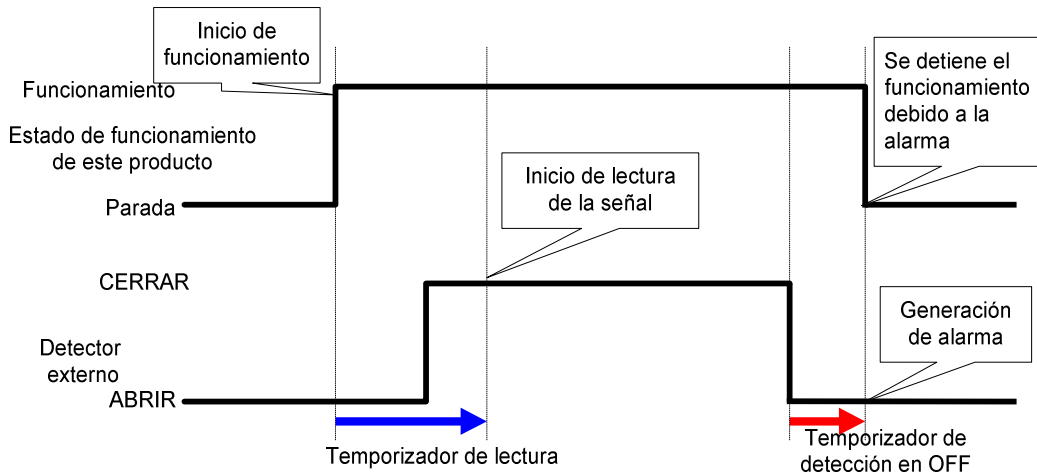 Inicio de
funcionamiento
Funcionamiento
Se detiene el
funcionamiento
debido a la
alarma
Estado de funcionamiento
de este producto
Parada
Inicio de lectura
de la señal
CERRAR
Generación
de alarma
Detector
externo
ABRIR
Temporizador de lectura
Temporizador de
detección en OFF